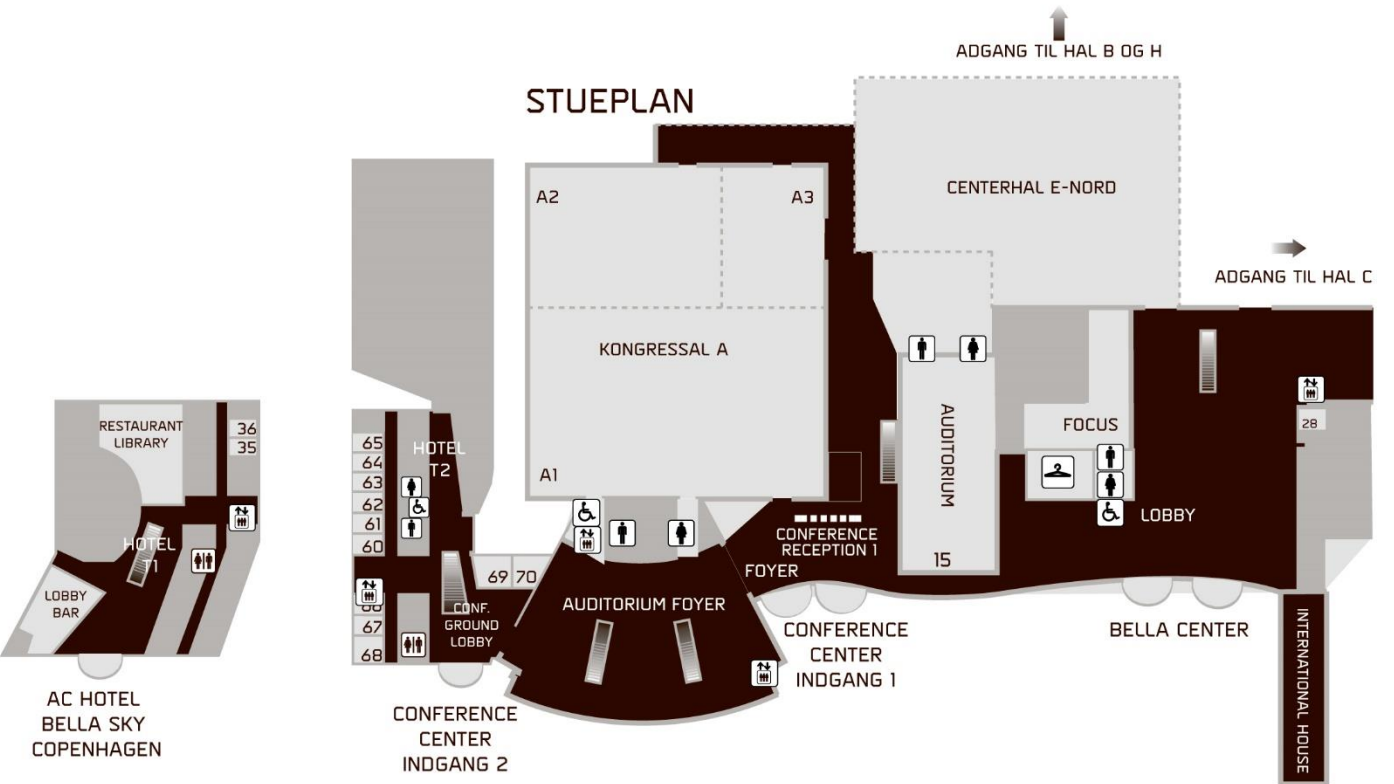 ADGANG TIL HAL B OG H
STUEPLAN
A2
A3
CENTERHAL E-NORD
ADGANG TIL HAL C
KONGRESSAL A
A1
RESTAURANT
LIBRARY
36
35
HOTEL
T1
LOBBY
BAR
AC HOTEL
BELLA SKY
COPENHAGEN
65
64
63
62
61
60
66
67
68
HOTEL
T2
69
70
CONF.
GROUND
LOBBY
CONFERENCE
CENTER
INDGANG 2
AUDITORIUM FOYER
CONFERENCE
RECEPTION 1
FOYER
CONFERENCE
CENTER
INDGANG 1
AUDITORIUM
15
FOCUS
28
LOBBY
BELLA CENTER
INTERNATIONAL HOUSE